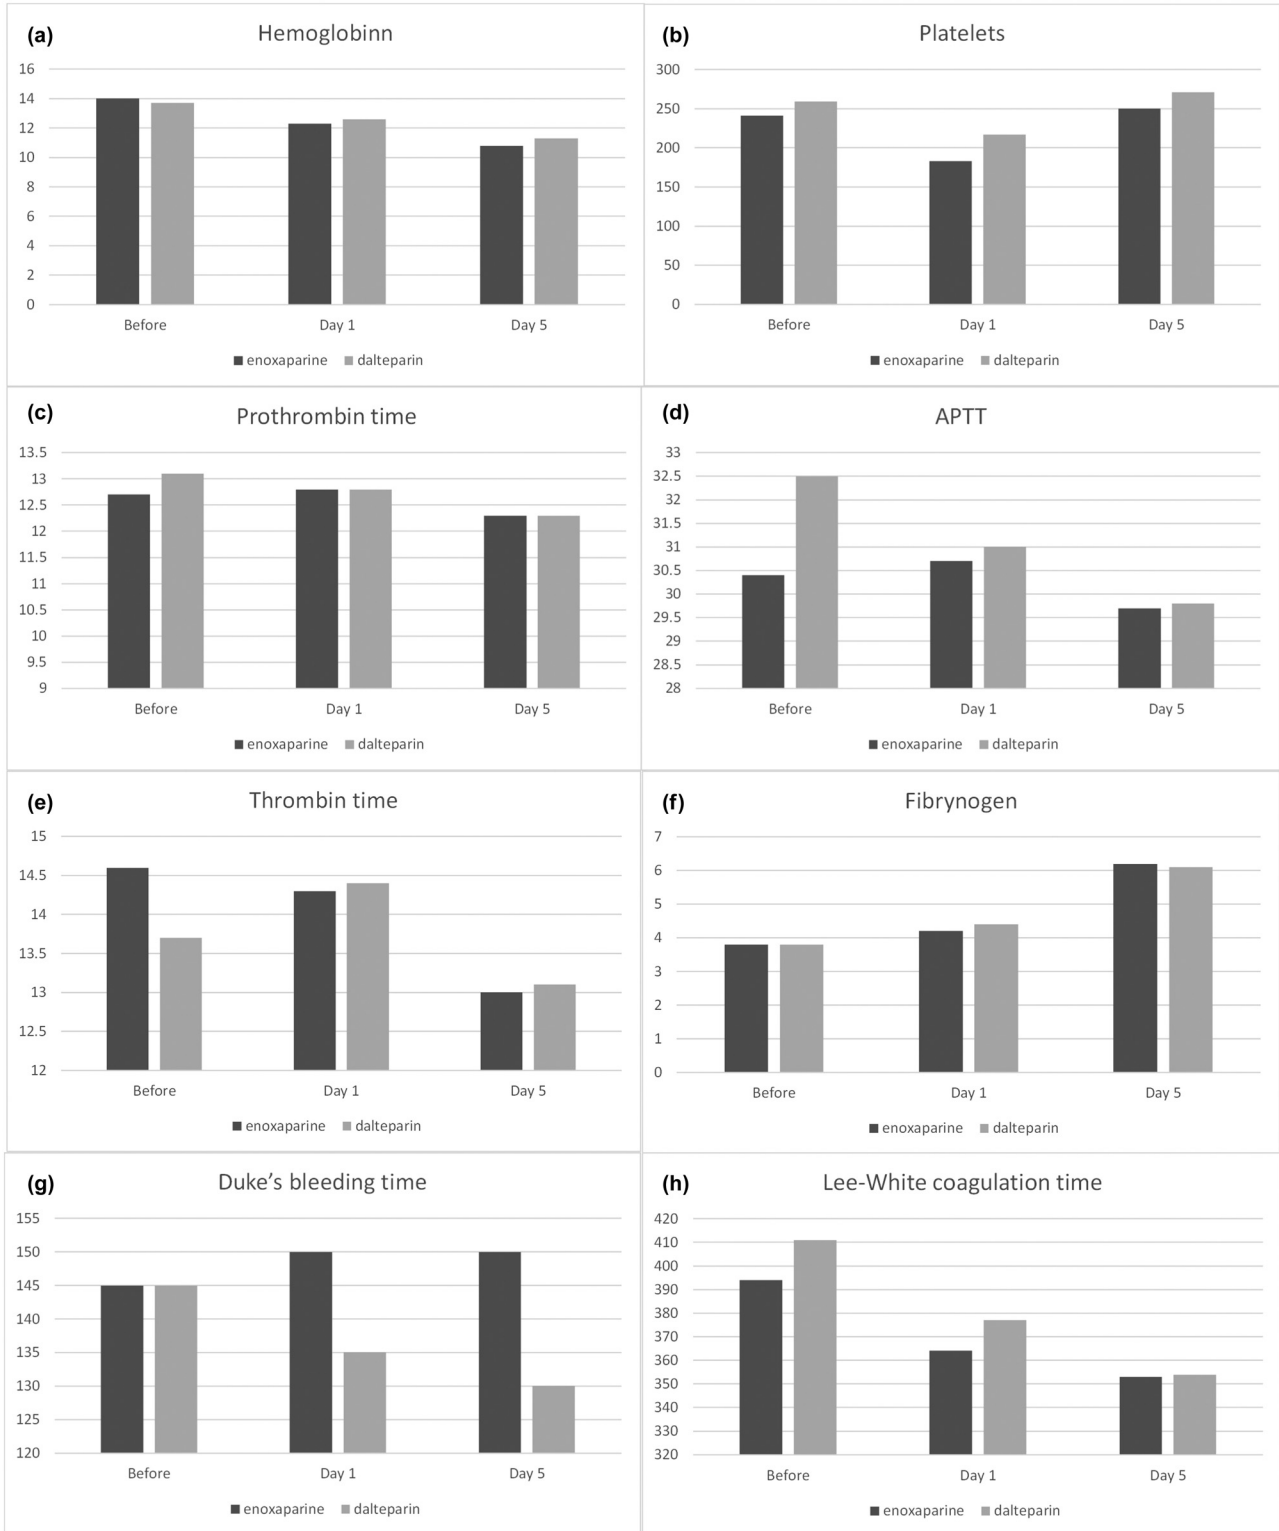 (a) Hemoglobinn
16
14
12
10
8
6
4
2
0
Before Day 1 Day 5
enoxaparine dalteparin
(b) Platelets
300
250
200
150
100
50
0
Before Day 1 Day 5
enoxaparine dalteparin
(c) Prothrombin time
13.5
13
12.5
12
11.5
11
10.5
10
9.5
9
Before Day 1 Day 5
enoxaparine dalteparin
(d) APTT
33
32.5
32
31.5
31
30.5
30
29.5
29
28.5
28
Before Day 1 Day 5
enoxaparine dalteparin
(e) Thrombin time
15
14.5
14
13.5
13
12.5
12
Before Day 1 Day 5
enoxaparine dalteparin
(f) Fibrynogen
7
6
5
4
3
2
1
0
Before Day 1 Day 5
enoxaparine dalteparin
(g) Duke’s bleeding time
155
150
145
140
135
130
125
120
Before Day 1 Day 5
enoxaparine dalteparin
(h) Lee-White coagulation time
420
410
400
390
380
370
360
350
340
330
320
Before Day 1 Day 5
enoxaparine dalteparin